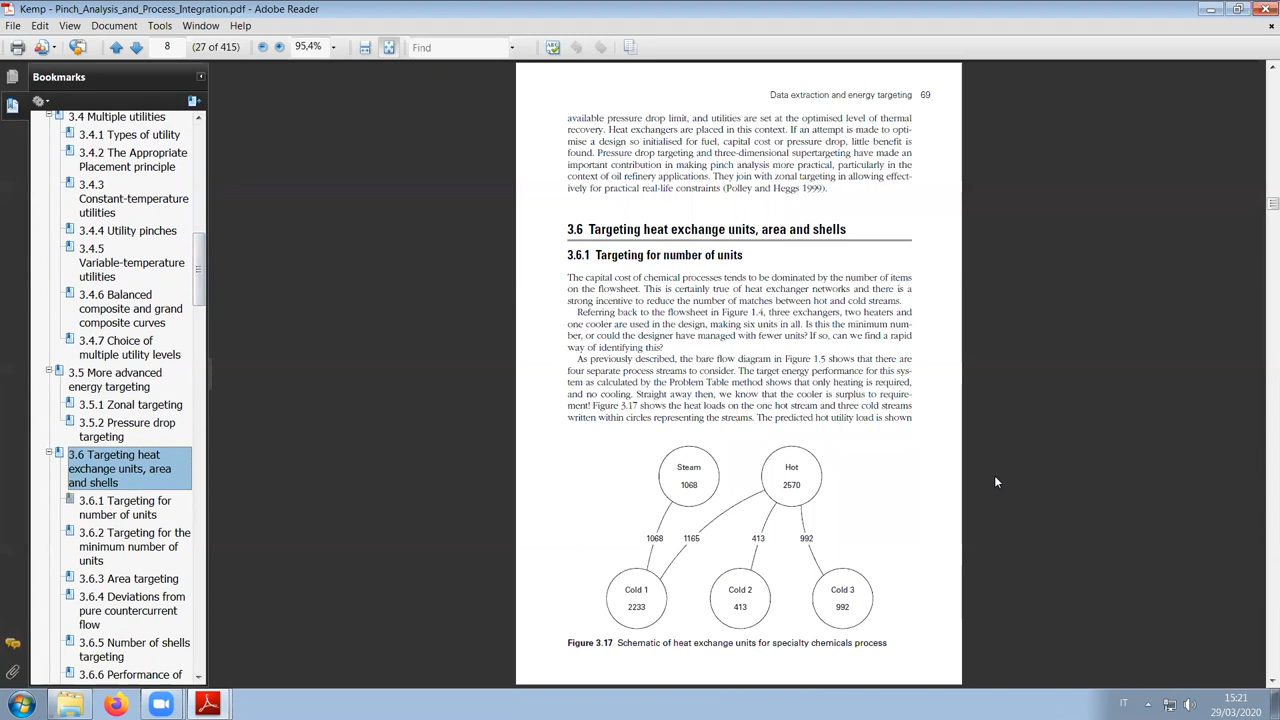 Kemp - Pinch_Analysis_and_Process_Integration.pdf - Adobe Reader
File Edit View Document Tools Window Help
8 (27 of 415) 95,4% Find
Bookmarks
3.4 Multiple utilities
3.4.1 Types of utility
3.4.2 The Appropriate
Placement principle
3.4.3
Constant-temperature
utilities
3.4.4 Utility pinches
3.4.5
Variable-temperature
utilities
3.4.6 Balanced
composite and grand
composite curves
3.4.7 Choice of
multiple utility levels
3.5 More advanced
energy targeting
3.5.1 Zonal targeting
3.5.2 Pressure drop
targeting
3.6 Targeting heat
exchange units, area
and shells
3.6.1 Targeting for
number of units
3.6.2 Targeting for the
minimum number of
units
3.6.3 Area targeting
3.6.4 Deviations from
pure countercurrent
flow
3.6.5 Number of shells
targeting
3.6.6 Performance of
Data extraction and energy targeting 69
available pressure drop limit, and utilities are set at the optimised level of thermal
recovery. Heat exchangers are placed in this context. If an attempt is made to opti-
mise a design so initialised for fuel, capital cost or pressure drop, little benefit is
found. Pressure drop targeting and three-dimensional supertargeting have made an
important contribution in making pinch analysis more practical, particularly in the
context of oil refinery applications. They join with zonal targeting in allowing effect-
ively for practical real-life constraints (Polley and Heggs 1999).
3.6 Targeting heat exchange units, area and shells
3.6.1 Targeting for number of units
The capital cost of chemical processes tends to be dominated by the number of items
on the flowsheet. This is certainly true of heat exchanger networks and there is a
strong incentive to reduce the number of matches between hot and cold streams.
Referring back to the flowsheet in Figure 1.4, three exchangers, two heaters and
one cooler are used in the design, making six units in all. Is this the minimum num-
ber, or could the designer have managed with fewer units? If so, can we find a rapid
way of identifying this?
As previously described, the bare flow diagram in Figure 1.5 shows that there are
four separate process streams to consider. The target energy performance for this sys-
tem as calculated by the Problem Table method shows that only heating is required,
and no cooling. Straight away then, we know that the cooler is surplus to require-
ment! Figure 3.17 shows the heat loads on the one hot stream and three cold streams
written within circles representing the streams. The predicted hot utility load is shown
Steam Hot
1068 2570
1068 1165 413 992
Cold 1 Cold 2 Cold 3
2233 413 992
Figure 3.17 Schematic of heat exchange units for specialty chemicals process
IT 15:21
29/03/2020